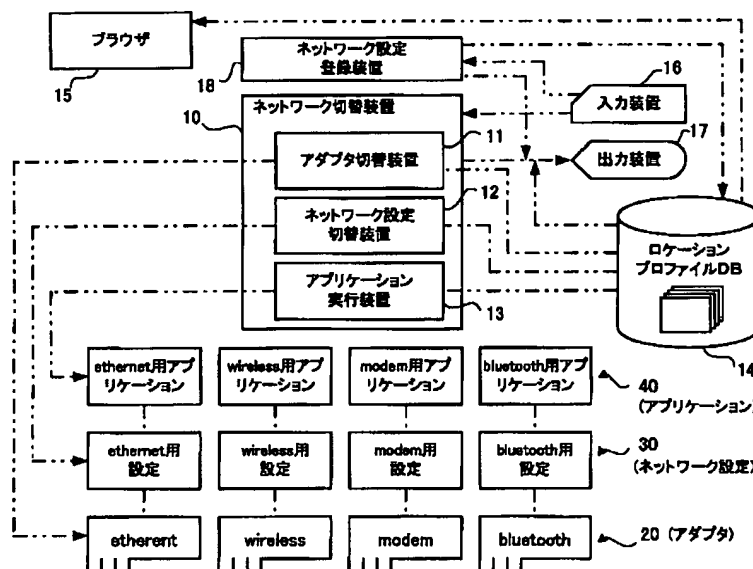 ブラウザ
15
ネットワーク設定
登録装置
18
16
入力装置
10
ネットワーク切替装置
11
アダプタ切替装置
17
出力装置
12
ネットワーク設定
切替装置
ロケーション
プロファイルDB
アプリケーション
実行装置
13
14
ethernet用アプ
リケーション
wireless用アプ
リケーション
modem用アプ
リケーション
bluetooth用アプ
リケーション
40
(アプリケーション)
ethernet用
設定
wireless用
設定
modem用
設定
bluetooth用
設定
30
(ネットワーク設定)
etherent
wireless
modem
bluetooth
20 (アダプタ)